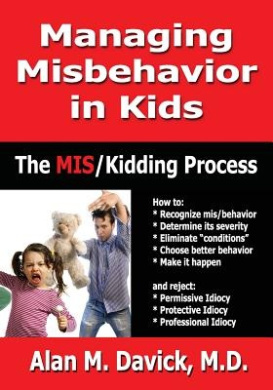 Managing
Misbehavior
in Kids
The MIS/Kidding Process
How to:
* Recognize mis/behavior
* Determine its severity
* Eliminate "conditions"
* Choose better behavior
* Make it happen
and reject:
* Permissive Idiocy
* Protective Idiocy
* Professional Idiocy
Alan M. Davick, M.D.